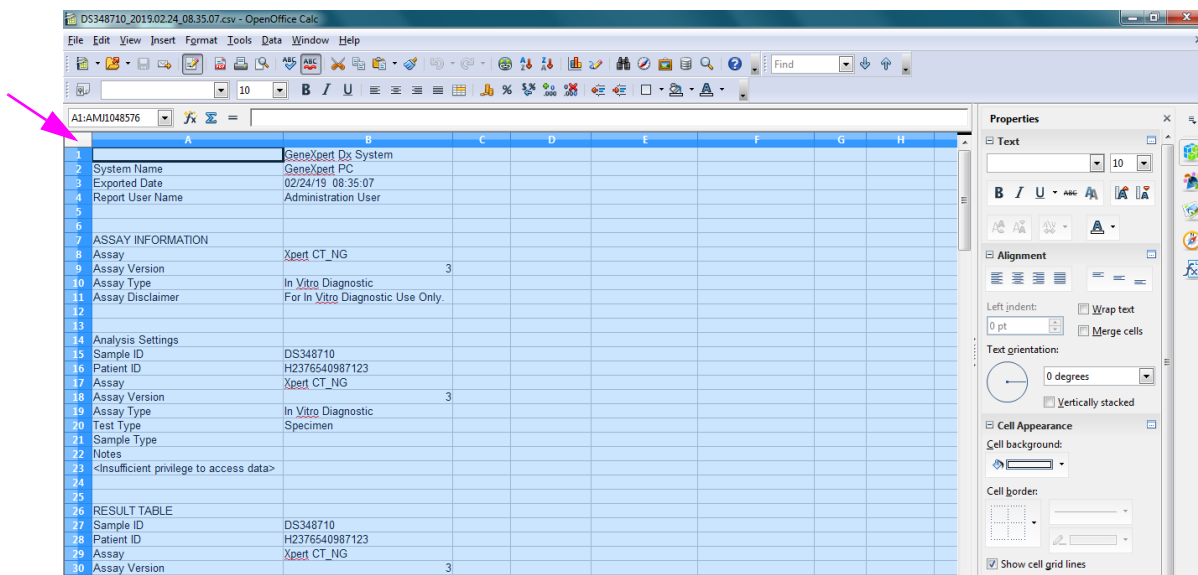 DS348710_2019.02.24_08.35.07.csv - OpenOffice Calc
File Edit View Insert Format Tools Data Window Help
Find
10
A1:AMJ1048576
A B C D E F G H
1 GeneXpert Dx System
2 System Name GeneXpert PC
3 Exported Date 02/24/19 08:35:07
4 Report User Name Administration User
5
6
7 ASSAY INFORMATION
8 Assay Xpert CT_NG
9 Assay Version 3
10 Assay Type In Vitro Diagnostic
11 Assay Disclaimer For In Vitro Diagnostic Use Only.
12
13
14 Analysis Settings
15 Sample ID DS348710
16 Patient ID H2376540987123
17 Assay Xpert CT_NG
18 Assay Version 3
19 Assay Type In Vitro Diagnostic
20 Test Type Specimen
21 Sample Type
22 Notes
23 <Insufficient privilege to access data>
24
25
26 RESULT TABLE
27 Sample ID DS348710
28 Patient ID H2376540987123
29 Assay Xpert CT_NG
30 Assay Version 3
Properties
Text
10
Alignment
Left indent:
Wrap text
0 pt
Merge cells
Text orientation:
0 degrees
Vertically stacked
Cell Appearance
Cell background:
Cell border:
Show cell grid lines